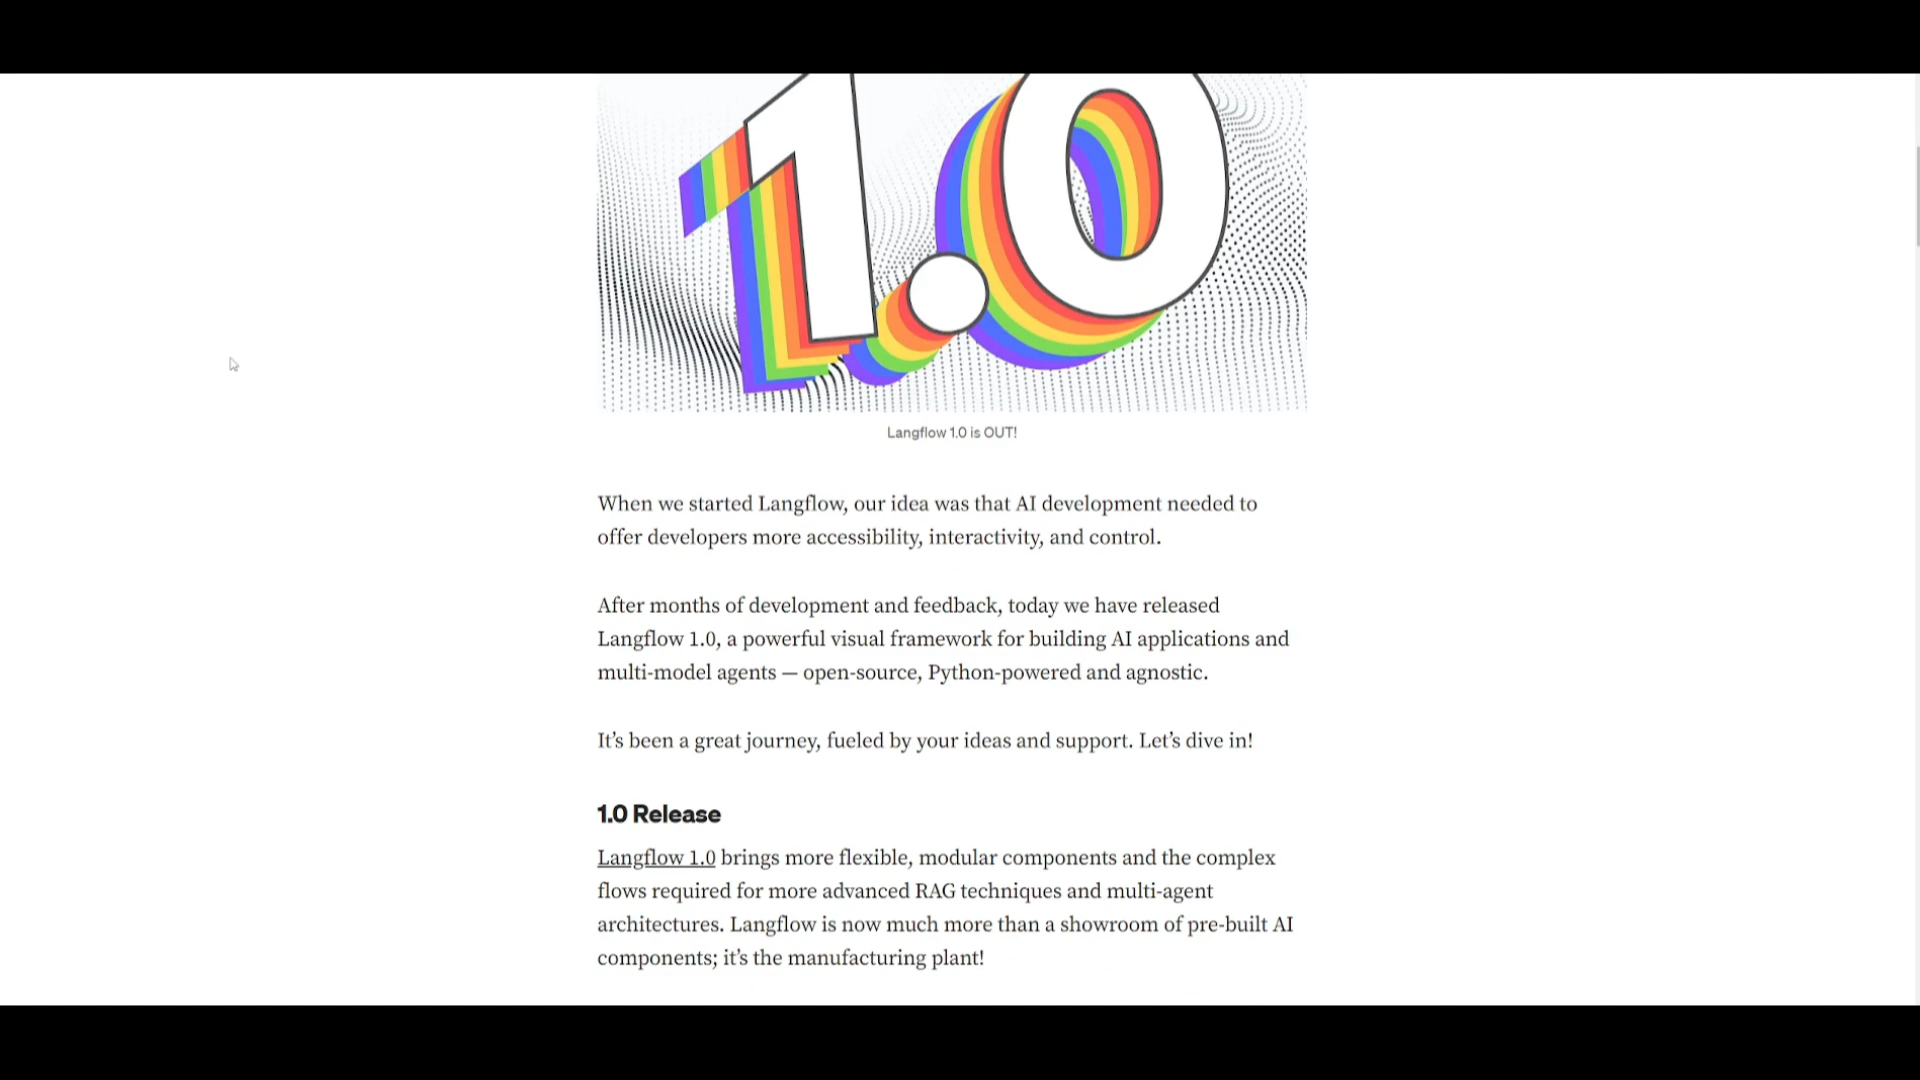 1.0
Langflow 1.0 is OUT!
When we started Langflow, our idea was that AI development needed to
offer developers more accessibility, interactivity, and control.
After months of development and feedback, today we have released
Langflow 1.0, a powerful visual framework for building AI applications and
multi-model agents — open-source, Python-powered and agnostic.
It’s been a great journey, fueled by your ideas and support. Let’s dive in!
1.0 Release
Langflow 1.0 brings more flexible, modular components and the complex
flows required for more advanced RAG techniques and multi-agent
architectures. Langflow is now much more than a showroom of pre-built AI
components; it’s the manufacturing plant!